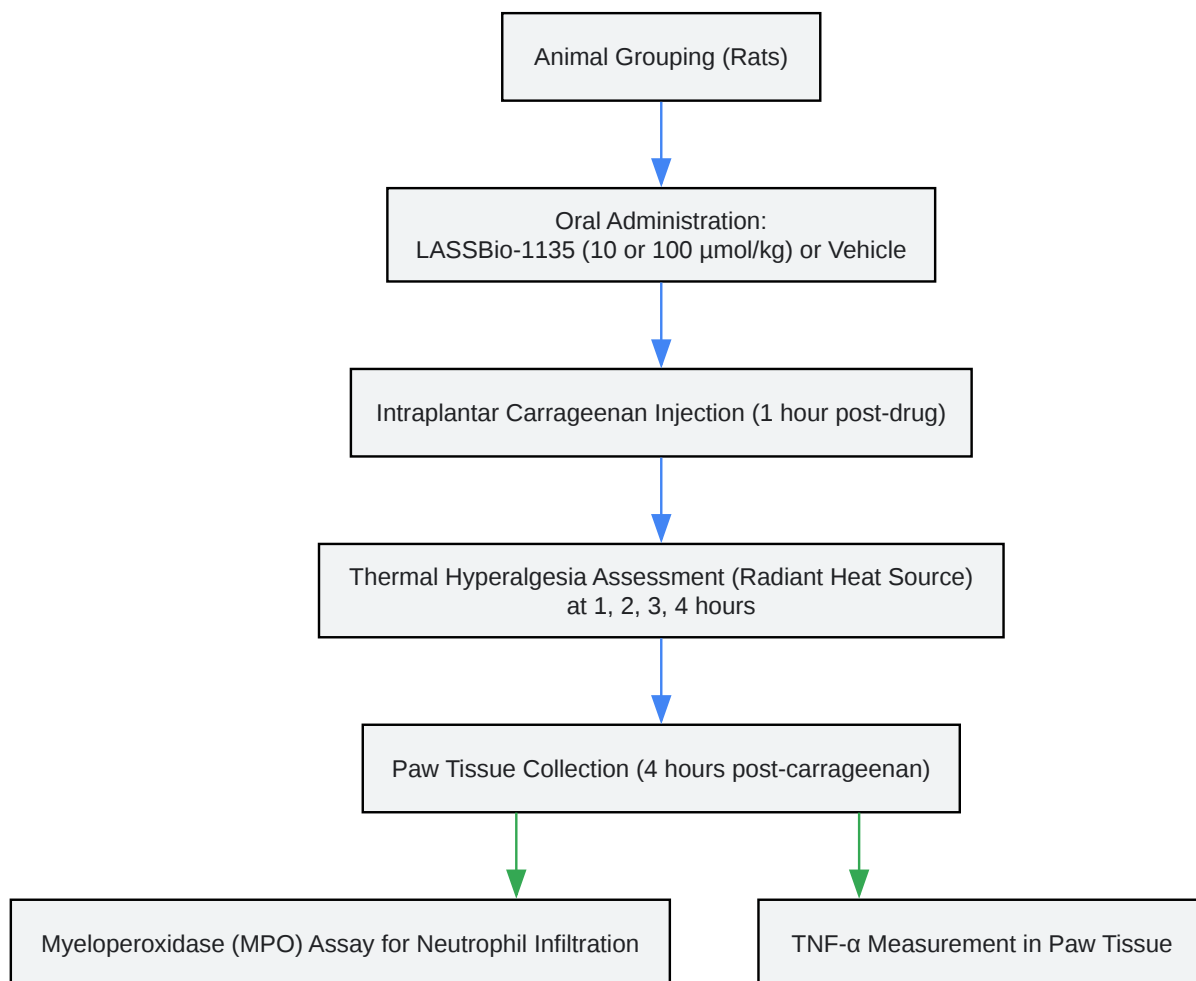 Animal Grouping (Rats)
Oral Administration:
LASSBio-1135 (10 or 100 µmol/kg) or Vehicle
Intraplantar Carrageenan Injection (1 hour post-drug)
Thermal Hyperalgesia Assessment (Radiant Heat Source)
at 1, 2, 3, 4 hours
Paw Tissue Collection (4 hours post-carrageenan)
Myeloperoxidase (MPO) Assay for Neutrophil Infiltration
TNF-α Measurement in Paw Tissue